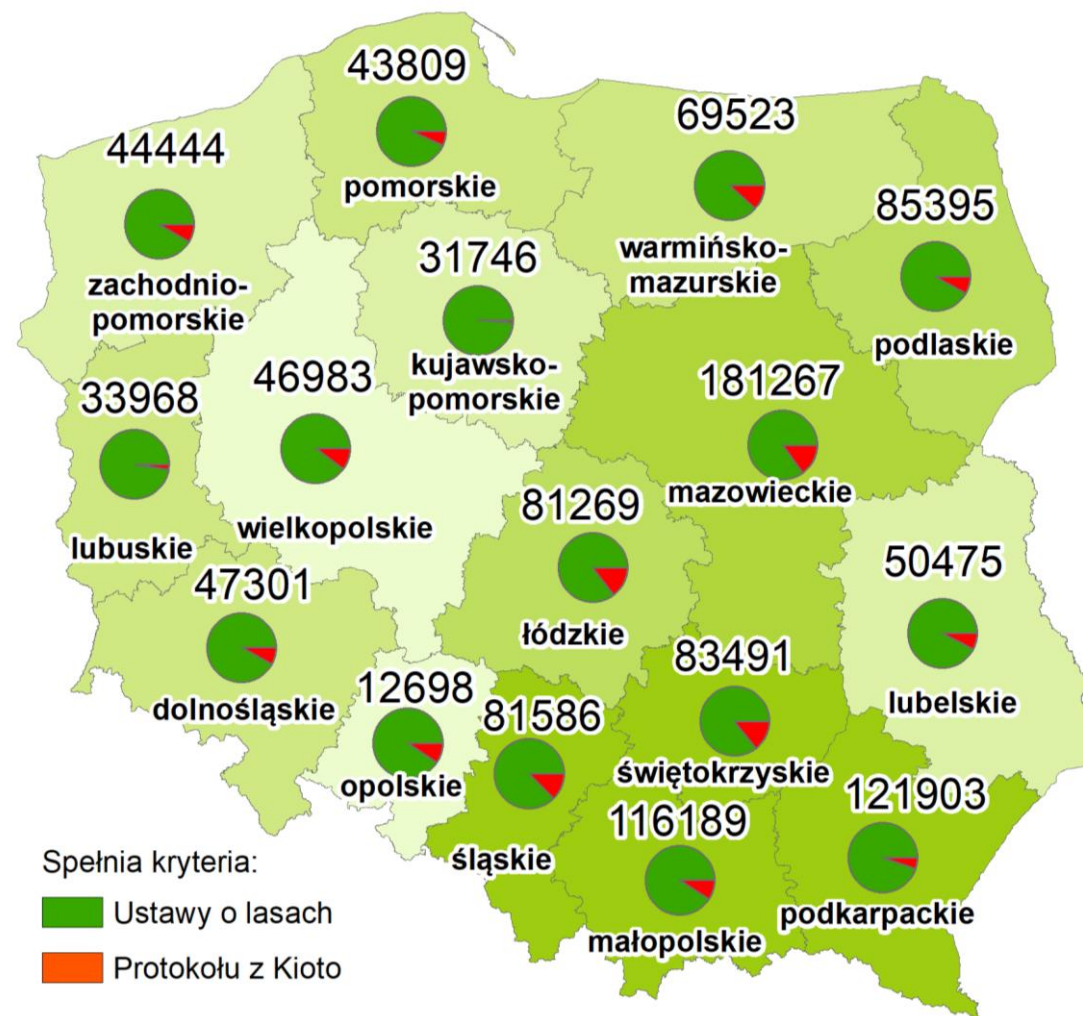 43809
pomorskie
69523
warmińsko-
mazurskie
44444
zachodnio-
pomorskie
85395
podlaskie
31746
kujawsko-
pomorskie
46983
wielkopolskie
33968
lubuskie
181267
mazowieckie
81269
łódzkie
50475
lubelskie
47301
dolnośląskie
12698
opolskie
81586
śląskie
83491
świętokrzyskie
116189
małopolskie
121903
podkarpackie
Spełnia kryteria:
Ustawy o lasach
Protokołu z Kioto